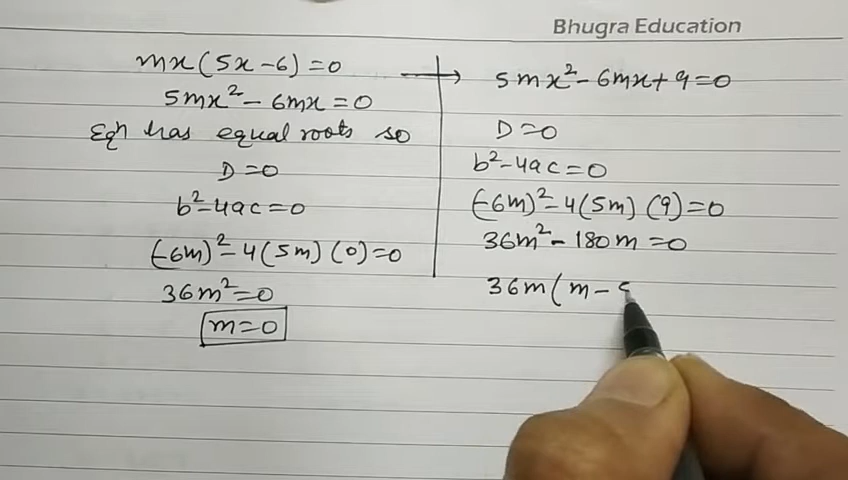 Bhugra Education
mx(5x-6)=0
5mx²-6mx=0
Eqn has equal roots so
D=0
b²-4ac=0
(-6m)²-4(5m)(0)=0
36m²=0
m=0
→ 5mx²-6mx+9=0
D=0
b²-4ac=0
(-6m)²-4(5m)(9)=0
36m²-180m=0
36m(m-